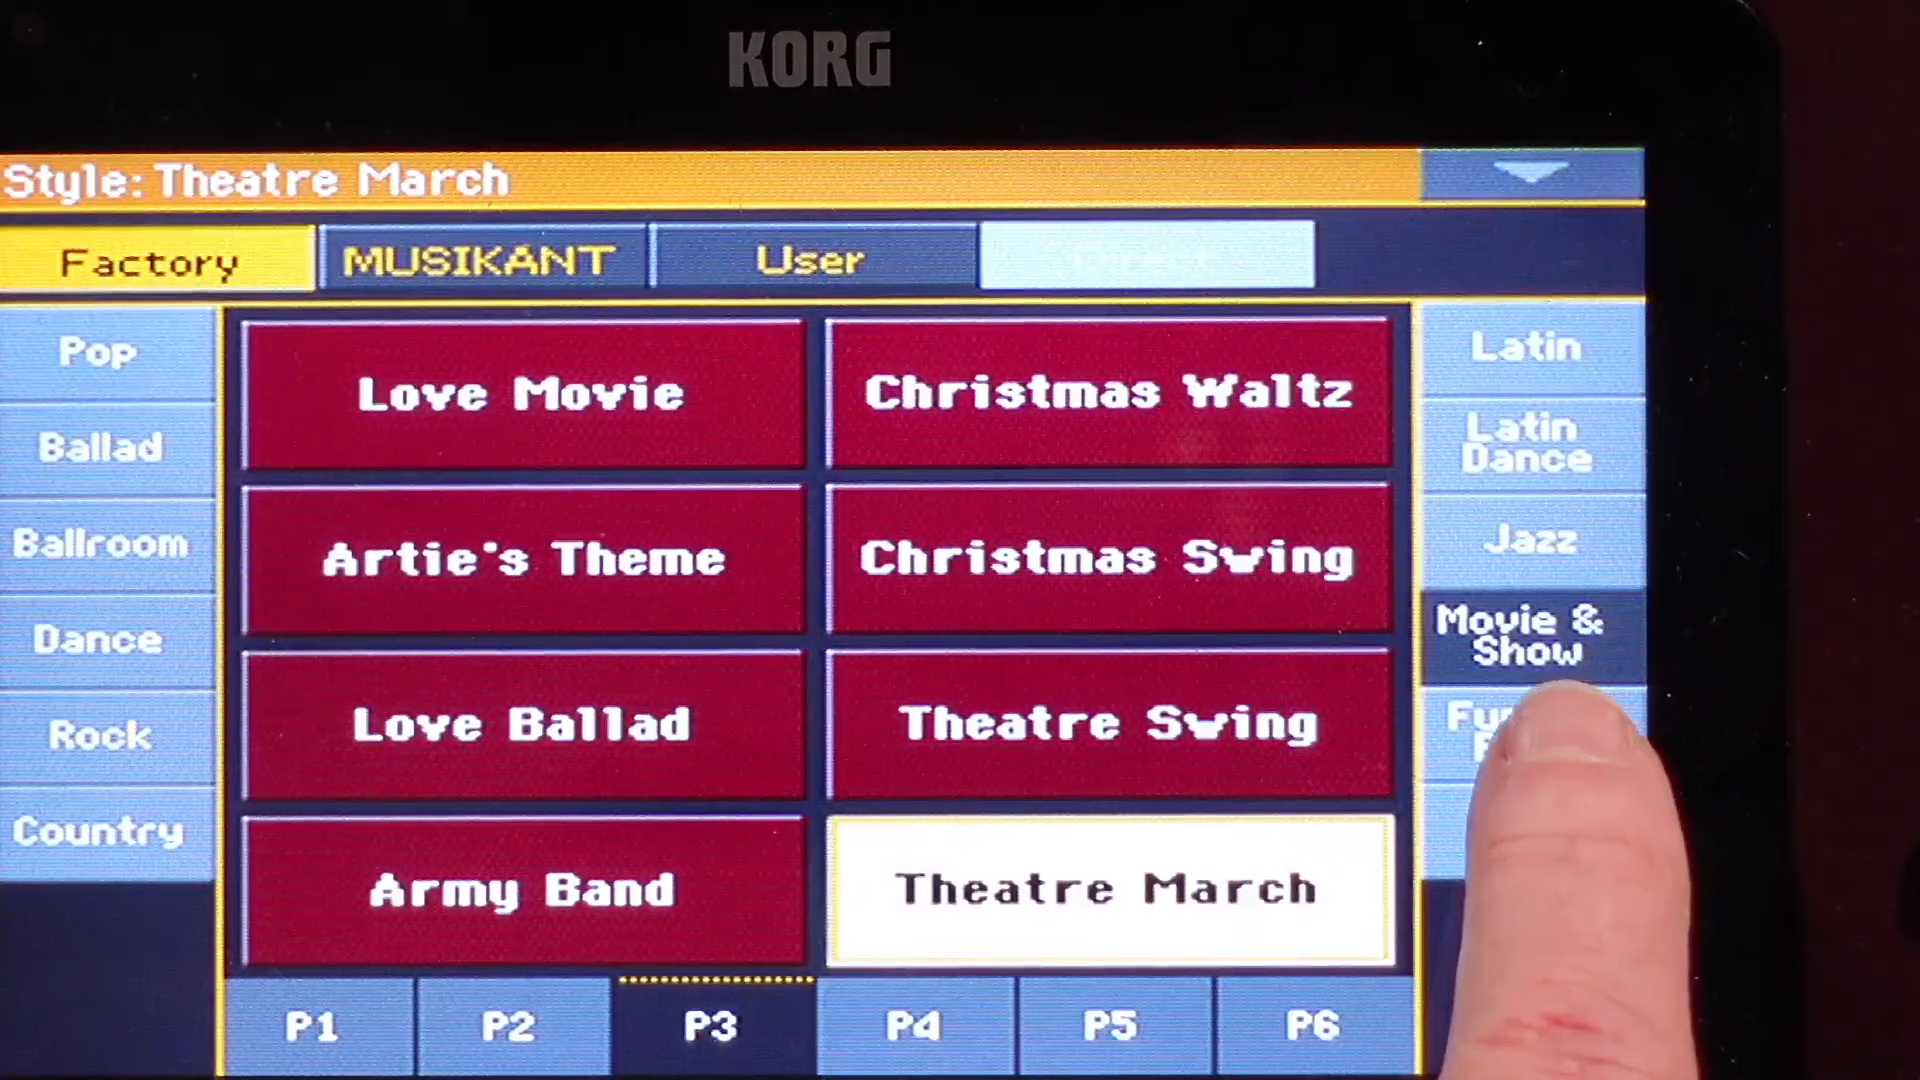 KORG
Style: Theatre March
Factory
MUSIKANT
User
Pop
Ballad
Ballroom
Dance
Rock
Country
Love Movie
Christmas Waltz
Artie's Theme
Christmas Swing
Love Ballad
Theatre Swing
Army Band
Theatre March
Latin
Latin
Dance
Jazz
Movie &
Show
P1
P2
P3
P4
P5
P6